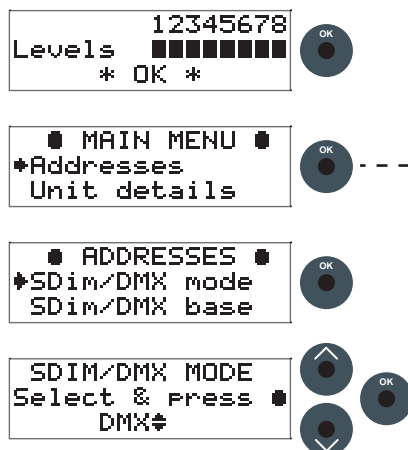 12345678
Levels
* OK *
OK
MAIN MENU
Addresses
Unit details
OK
ADDRESSES
SDim/DMX mode
SDim/DMX base
OK
SDIM/DMX MODE
Select & press
DMX
OK